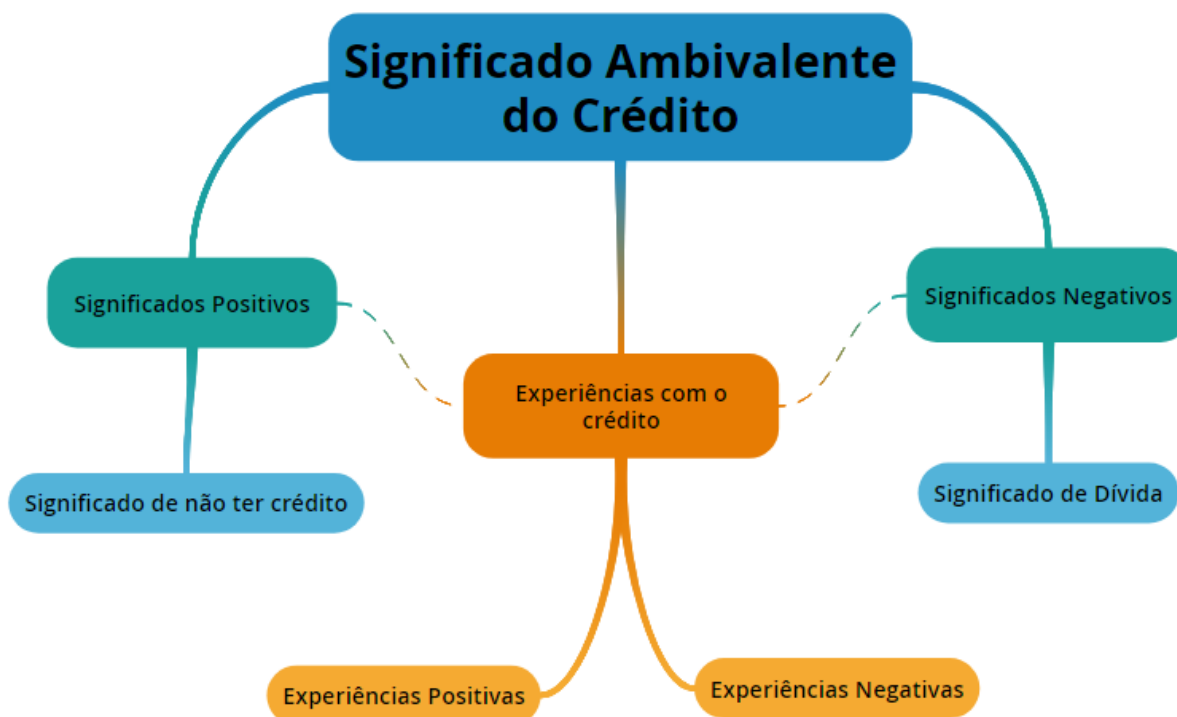 Significado Ambivalente
do Crédito
Significados Positivos
Significados Negativos
Experiências com o
crédito
Significado de não ter crédito
Significado de Dívida
Experiências Positivas
Experiências Negativas